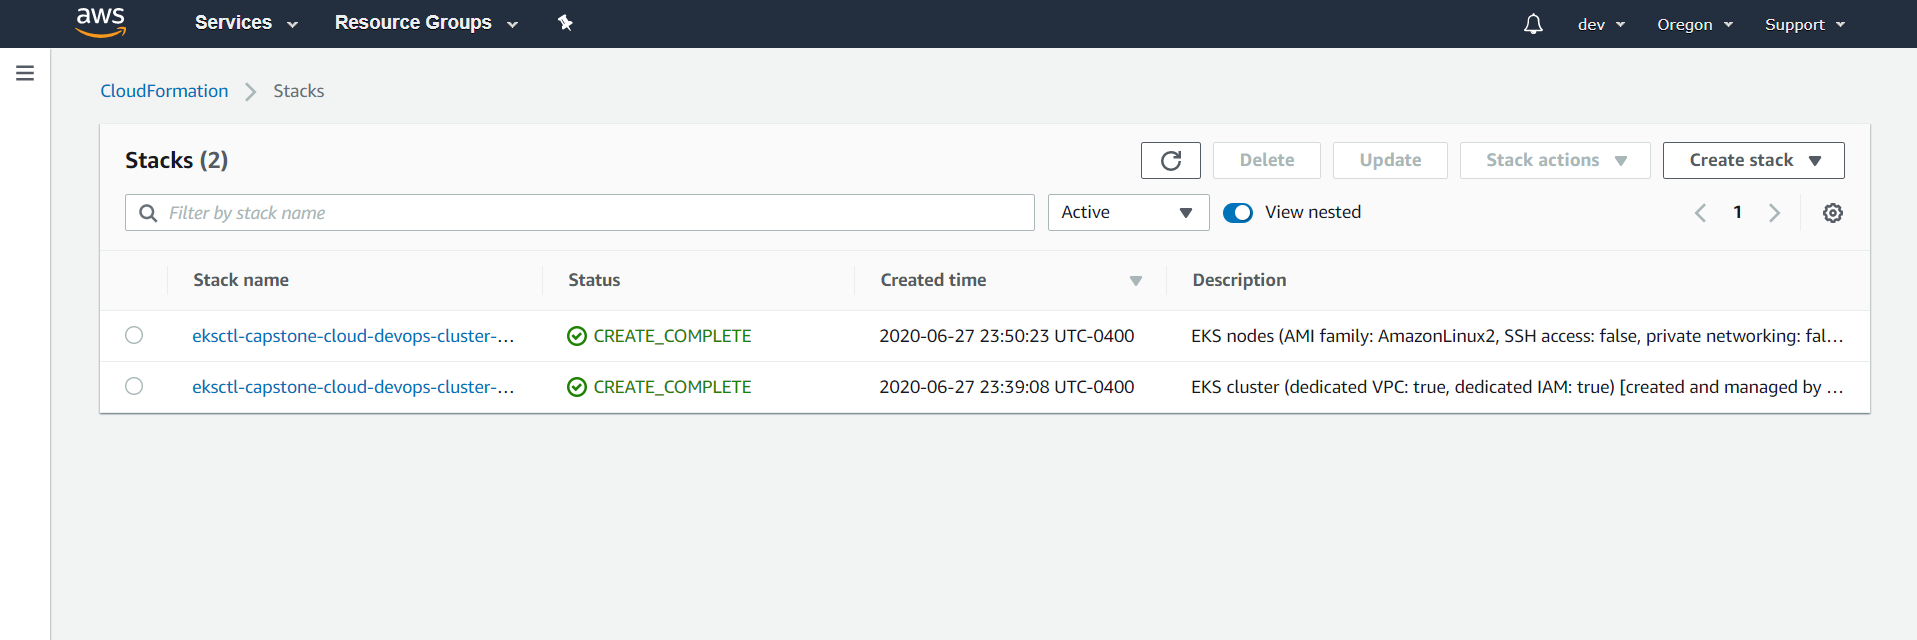 aws Services Resource Groups dev Oregon Support
CloudFormation Stacks
Stacks (2) Delete Update Stack actions Create stack
Filter by stack name Active View nested 1
Stack name Status Created time Description
eksctl-capstone-cloud-devops-cluster-... CREATE_COMPLETE 2020-06-27 23:50:23 UTC-0400 EKS nodes (AMI family: AmazonLinux2, SSH access: false, private networking: fal...
eksctl-capstone-cloud-devops-cluster-... CREATE_COMPLETE 2020-06-27 23:39:08 UTC-0400 EKS cluster (dedicated VPC: true, dedicated IAM: true) [created and managed by ...